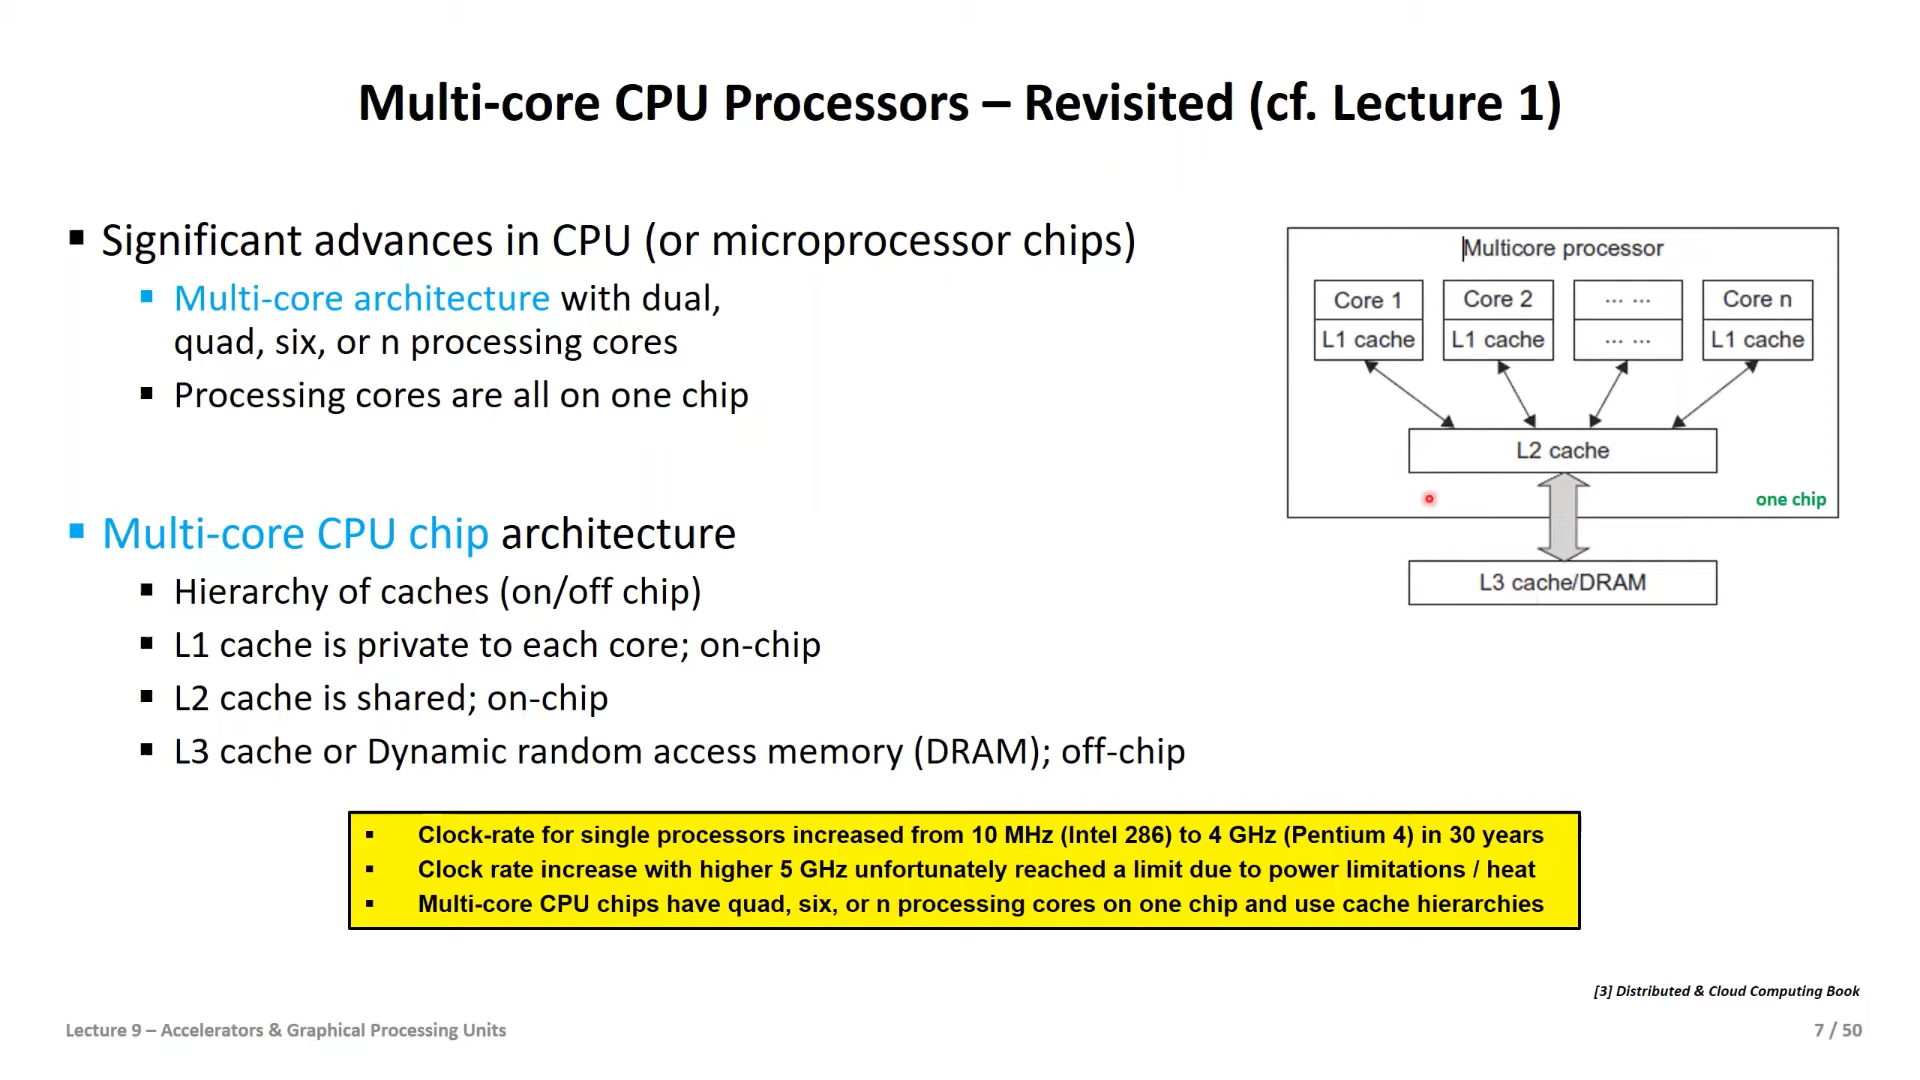 Multi-core CPU Processors – Revisited (cf. Lecture 1)
▪ Significant advances in CPU (or microprocessor chips)
▪ Multi-core architecture with dual,
quad, six, or n processing cores
▪ Processing cores are all on one chip
▪ Multi-core CPU chip architecture
▪ Hierarchy of caches (on/off chip)
▪ L1 cache is private to each core; on-chip
▪ L2 cache is shared; on-chip
▪ L3 cache or Dynamic random access memory (DRAM); off-chip
Multicore processor
Core 1 Core 2 ... ... Core n
L1 cache L1 cache ... ... L1 cache
L2 cache
one chip
L3 cache/DRAM
▪ Clock-rate for single processors increased from 10 MHz (Intel 286) to 4 GHz (Pentium 4) in 30 years
▪ Clock rate increase with higher 5 GHz unfortunately reached a limit due to power limitations / heat
▪ Multi-core CPU chips have quad, six, or n processing cores on one chip and use cache hierarchies
[3] Distributed & Cloud Computing Book
Lecture 9 – Accelerators & Graphical Processing Units
7 / 50